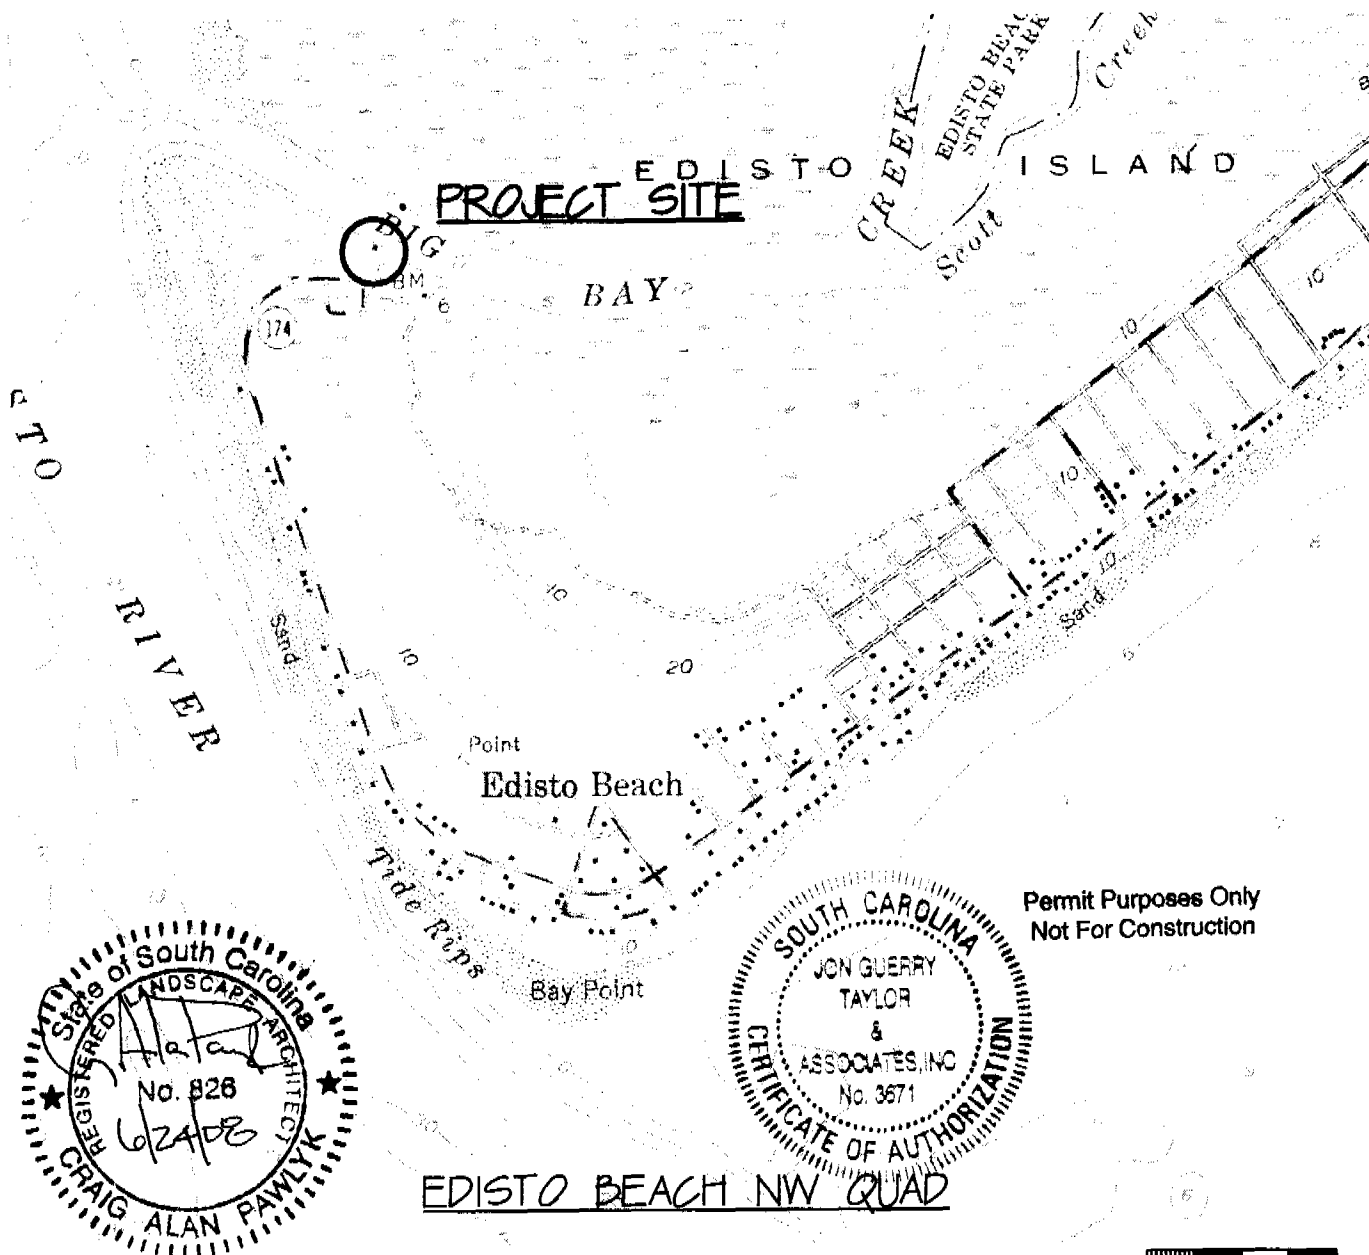 EDISTO BEACH
STATE PARK
Creek
CREEK
EDISTO ISLAND
Scott
PROJECT SITE
BIG
BAY
BM
6
174
10
10
10
10
10
10
20
10
Sand
Sand
RIVER
Point
Edisto Beach
Tide Rips
Bay Point
Permit Purposes Only
Not For Construction
State of South Carolina
REGISTERED LANDSCAPE ARCHITECT
No. 826
6/24/08
CRAIG ALAN PAWLYK
SOUTH CAROLINA
JON GUERRY
TAYLOR
&
ASSOCIATES, INC
No. 3671
CERTIFICATE OF AUTHORIZATION
EDISTO BEACH NW QUAD
6